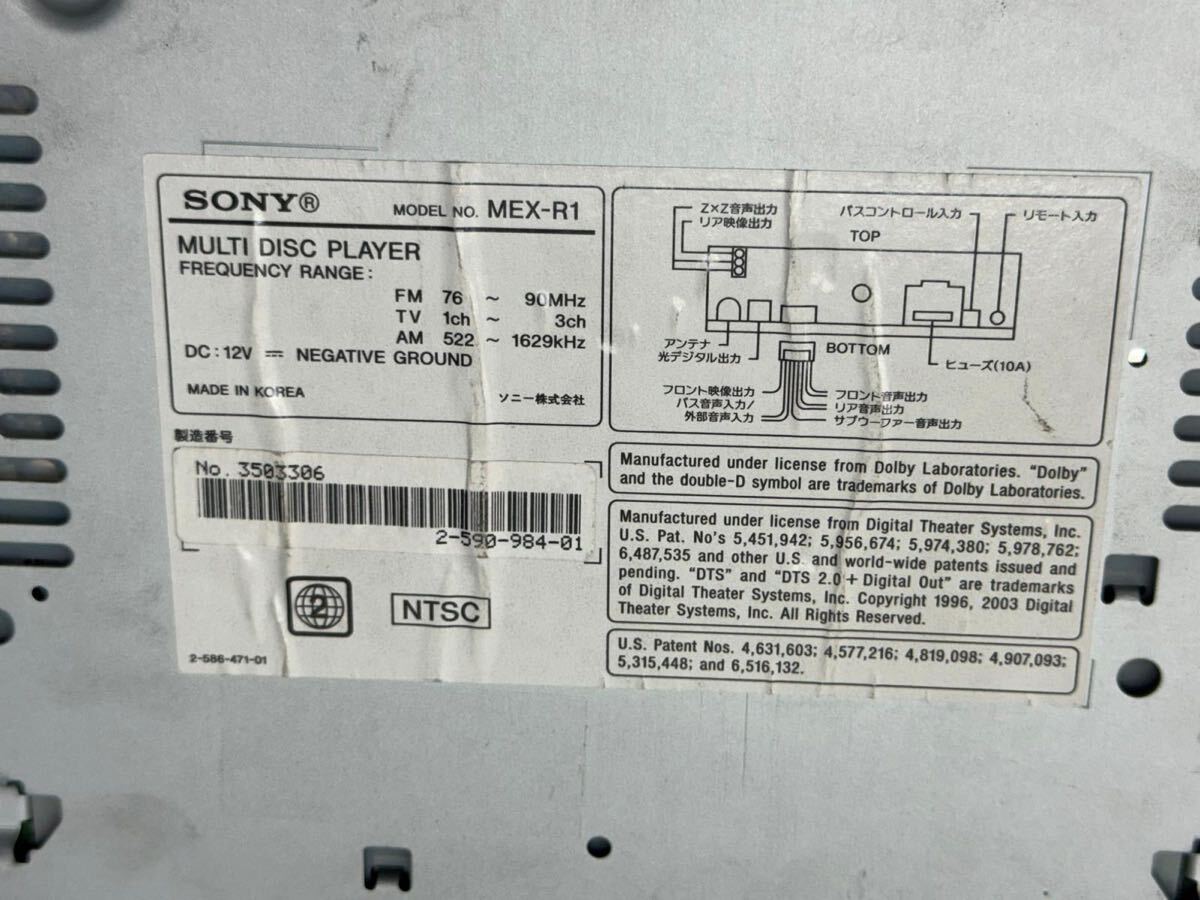 SONY®
MODEL NO. MEX-R1
MULTI DISC PLAYER
FREQUENCY RANGE:
FM 76 ~ 90MHz
TV 1ch ~ 3ch
AM 522 ~ 1629kHz
DC : 12V ⎓ NEGATIVE GROUND
MADE IN KOREA
ソニー株式会社
製造番号
No. 3503306
2-590-984-01
2
NTSC
2-586-471-01
Z×Z音声出力
リア映像出力
バスコントロール入力
リモート入力
TOP
アンテナ
光デジタル出力
BOTTOM
ヒューズ(10A)
フロント映像出力
バス音声入力/
外部音声入力
フロント音声出力
リア音声出力
サブウーファー音声出力
Manufactured under license from Dolby Laboratories. “Dolby”
and the double-D symbol are trademarks of Dolby Laboratories.
Manufactured under license from Digital Theater Systems, Inc.
U.S. Pat. No's 5,451,942; 5,956,674; 5,974,380; 5,978,762;
6,487,535 and other U.S. and world-wide patents issued and
pending. “DTS” and “DTS 2.0 + Digital Out” are trademarks
of Digital Theater Systems, Inc. Copyright 1996, 2003 Digital
Theater Systems, Inc. All Rights Reserved.
U.S. Patent Nos. 4,631,603; 4,577,216; 4,819,098; 4,907,093;
5,315,448; and 6,516,132.